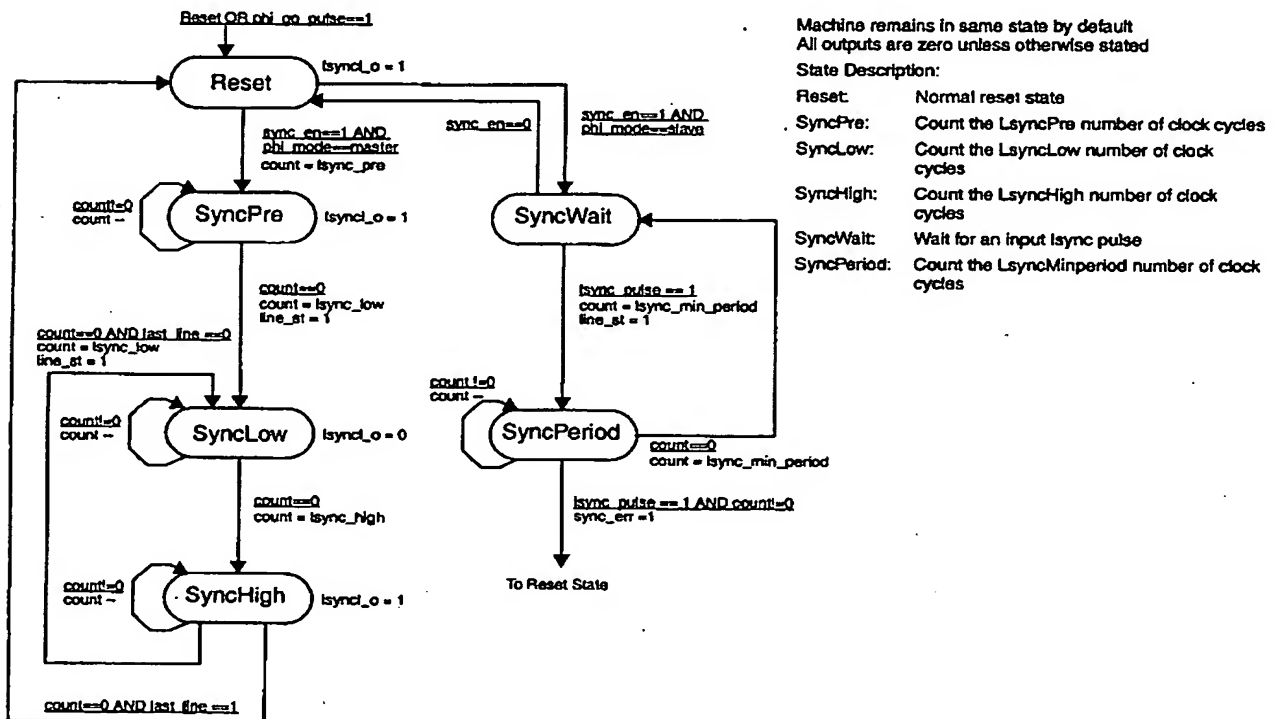 Reset OR phi_go_pulse==1
Reset
lsyncl_o = 1
sync_en==1 AND
phi_mode==master
count = lsync_pre
sync_en==0
sync_en==1 AND
phi_mode==slave
count!=0
count --
SyncPre
lsyncl_o = 1
SyncWait
count==0
count = lsync_low
line_st = 1
lsync_pulse == 1
count = lsync_min_period
line_st = 1
count==0 AND last_line ==0
count = lsync_low
line_st = 1
count!=0
count --
SyncLow
lsyncl_o = 0
count !=0
count --
SyncPeriod
count==0
count = lsync_min_period
count==0
count = lsync_high
lsync_pulse == 1 AND count!=0
sync_err =1
To Reset State
count!=0
count --
SyncHigh
lsyncl_o = 1
count==0 AND last_line ==1
Machine remains in same state by default
All outputs are zero unless otherwise stated
State Description:
Reset: Normal reset state
SyncPre: Count the LsyncPre number of clock cycles
SyncLow: Count the LsyncLow number of clock
cycles
SyncHigh: Count the LsyncHigh number of clock
cycles
SyncWait: Wait for an input lsync pulse
SyncPeriod: Count the LsyncMinperiod number of clock
cycles